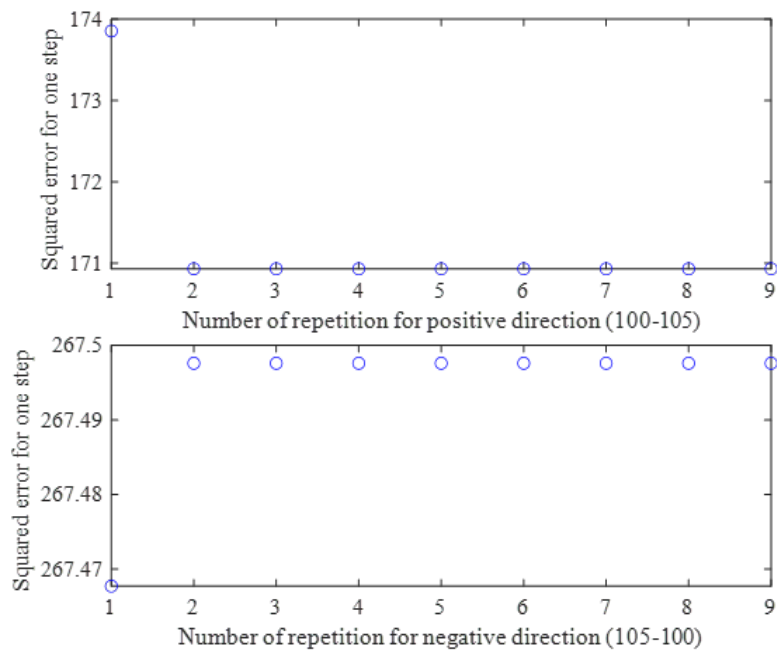 174
173
172
171
Squared error for one step
1 2 3 4 5 6 7 8 9
Number of repetition for positive direction (100-105)
267.5
267.49
267.48
267.47
Squared error for one step
1 2 3 4 5 6 7 8 9
Number of repetition for negative direction (105-100)